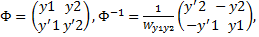 Φ = (y1 y2 y′1 y′2), Φ⁻¹ = 1/W_{y1y2} (y′2 − y2 −y′1 y1),